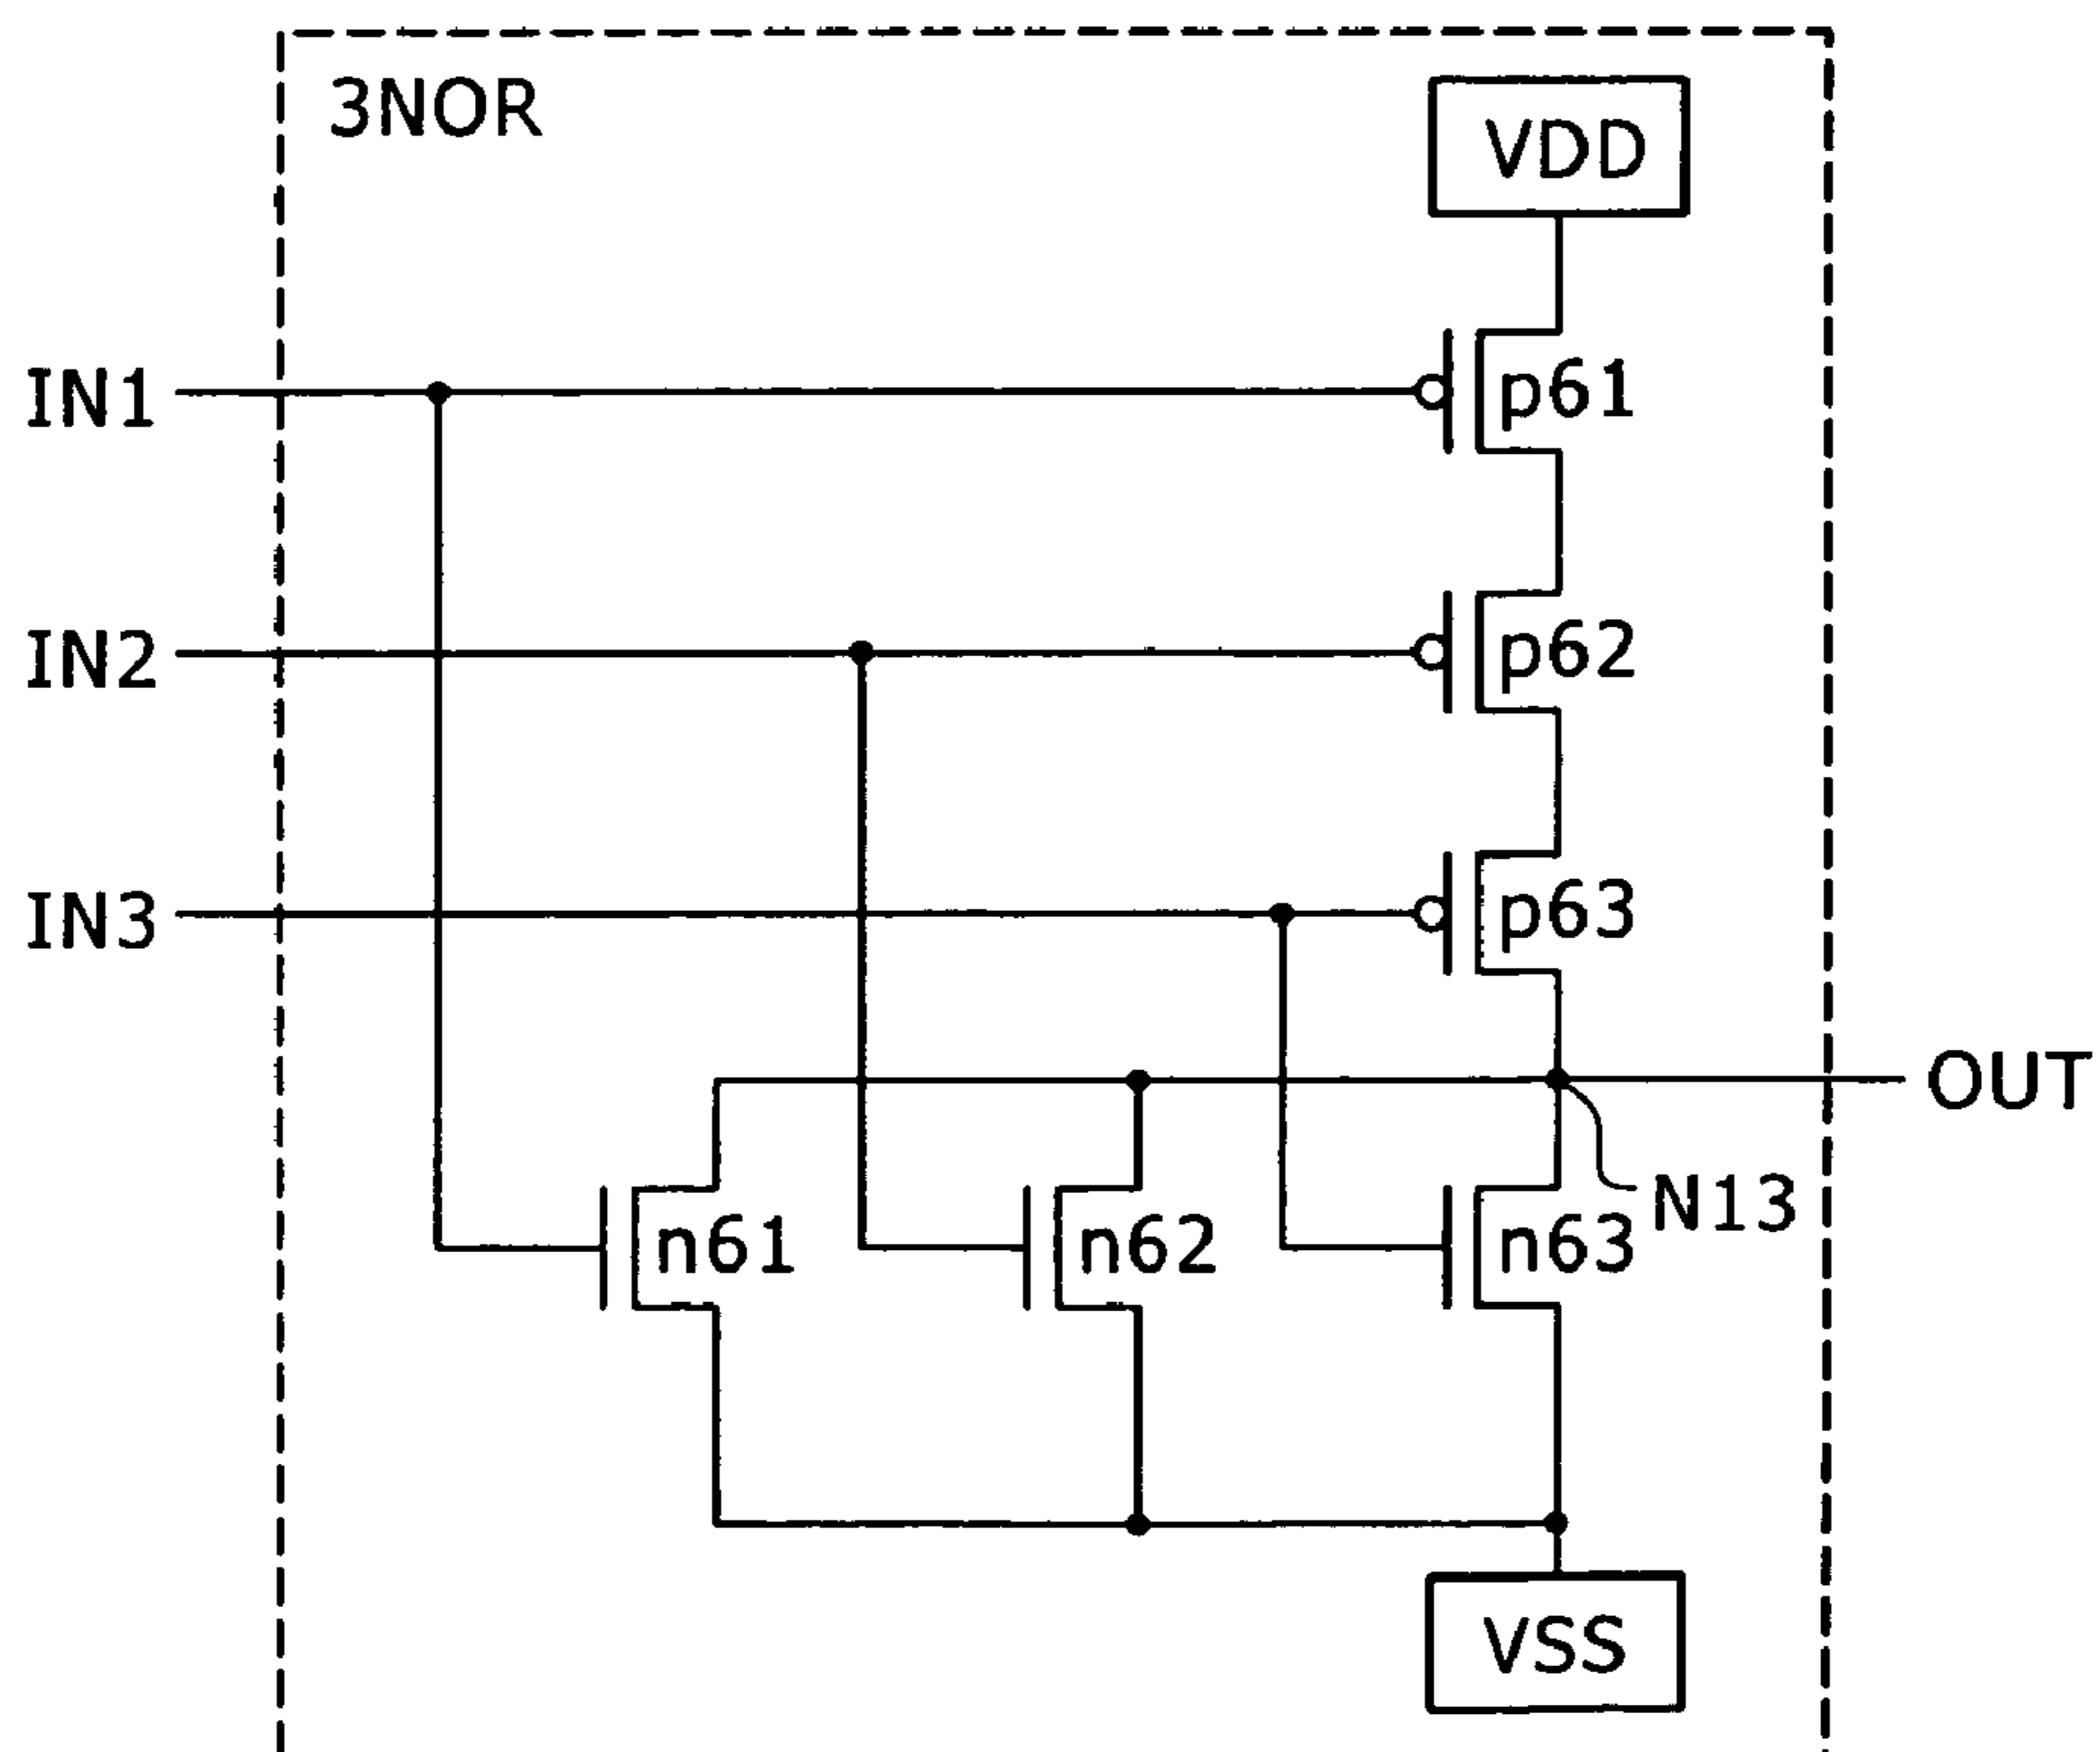 3NOR
VDD
IN1
p61
IN2
p62
IN3
p63
OUT
N13
n61
n62
n63
VSS